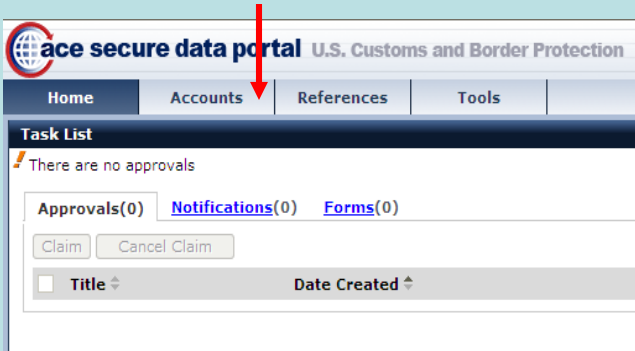 ace secure data portal U.S. Customs and Border Protection
Home Accounts References Tools
Task List
There are no approvals
Approvals(0) Notifications(0) Forms(0)
Claim Cancel Claim
Title Date Created